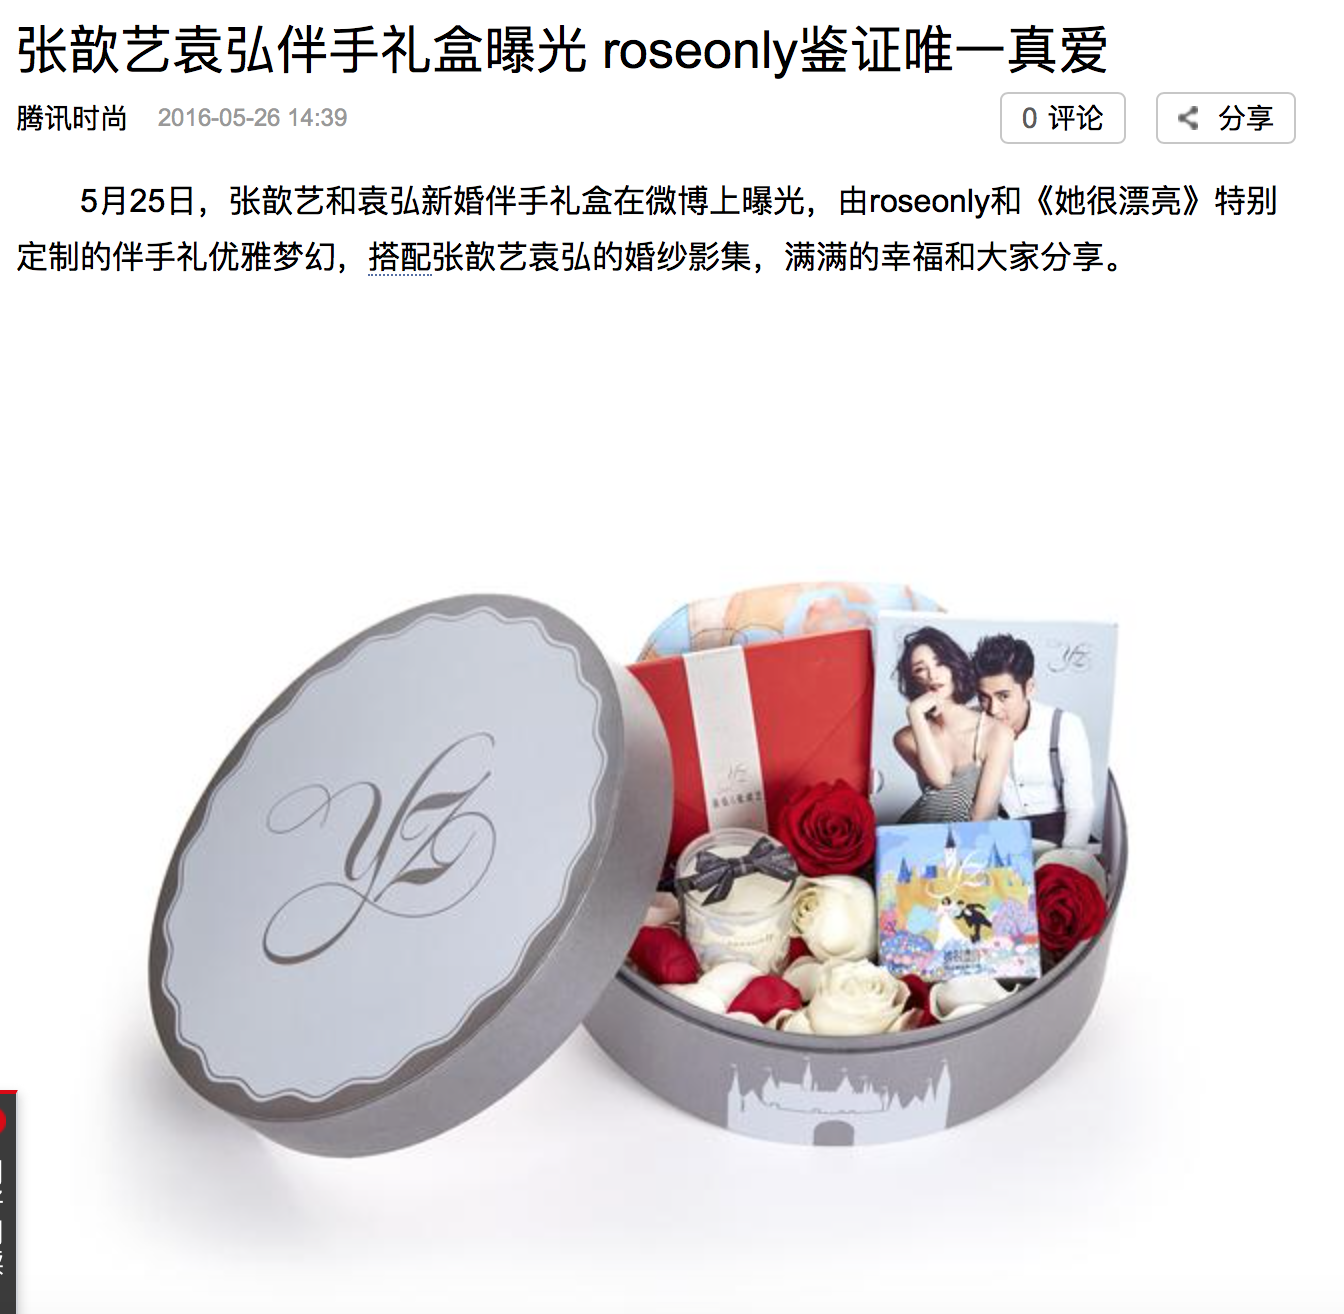 张歆艺袁弘伴手礼盒曝光 roseonly鉴证唯一真爱
腾讯时尚 2016-05-26 14:39 0 评论 分享
5月25日，张歆艺和袁弘新婚伴手礼盒在微博上曝光，由roseonly和《她很漂亮》特别
定制的伴手礼优雅梦幻，搭配张歆艺袁弘的婚纱影集，满满的幸福和大家分享。
YZ
YZ
YZ